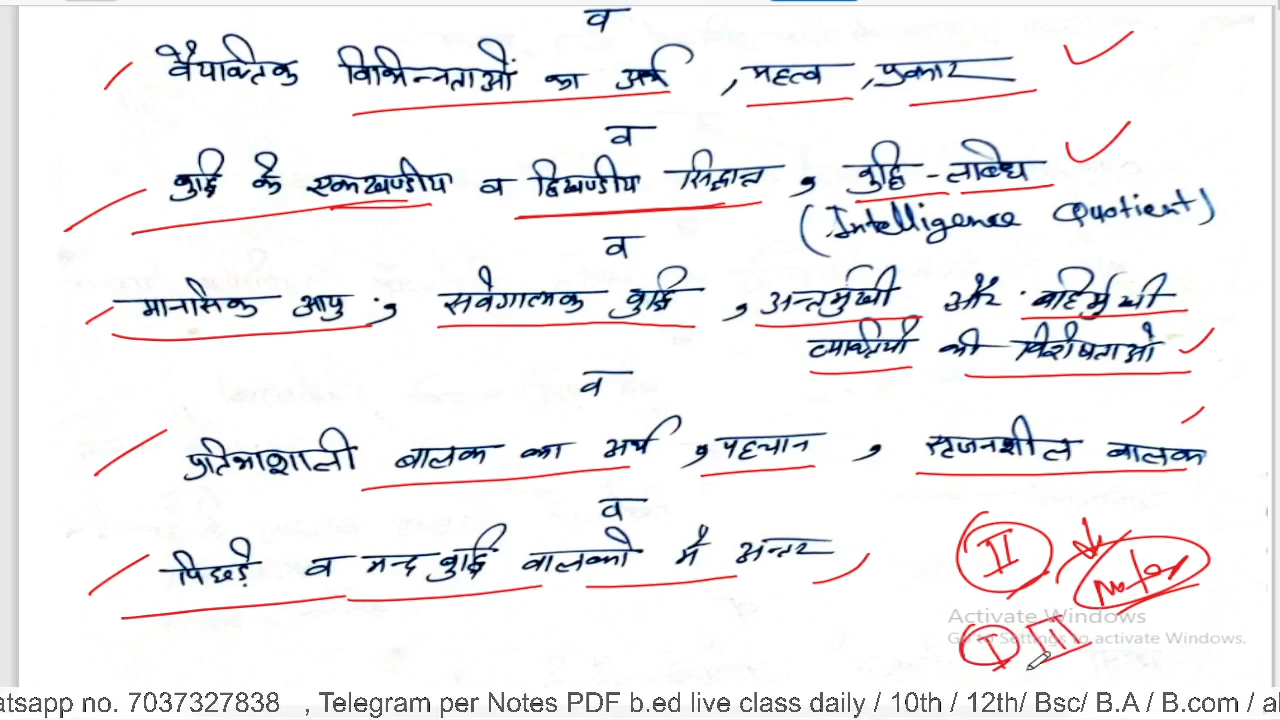 व
वैयक्तिक विभिन्नताओं का अर्थ , महत्व , प्रकार
व
बुद्धि के एकखण्डीय व द्विखण्डीय सिद्धान्त , बुद्धि - लब्धि
(Intelligence Quotient)
व
मानसिक आयु , संवेगात्मक बुद्धि , अन्तर्मुखी और बहिर्मुखी
व्यक्तियों की विशेषताओं
व
प्रतिभाशाली बालक का अर्थ , पहचान , सृजनशील बालक
व
पिछड़े व मन्द बुद्धि बालको में अन्तर
II Notes
Activate Windows
Go to Settings to activate Windows.
I II
atsapp no. 7037327838 , Telegram per Notes PDF b.ed live class daily / 10th / 12th/ Bsc/ B.A / B.com / a